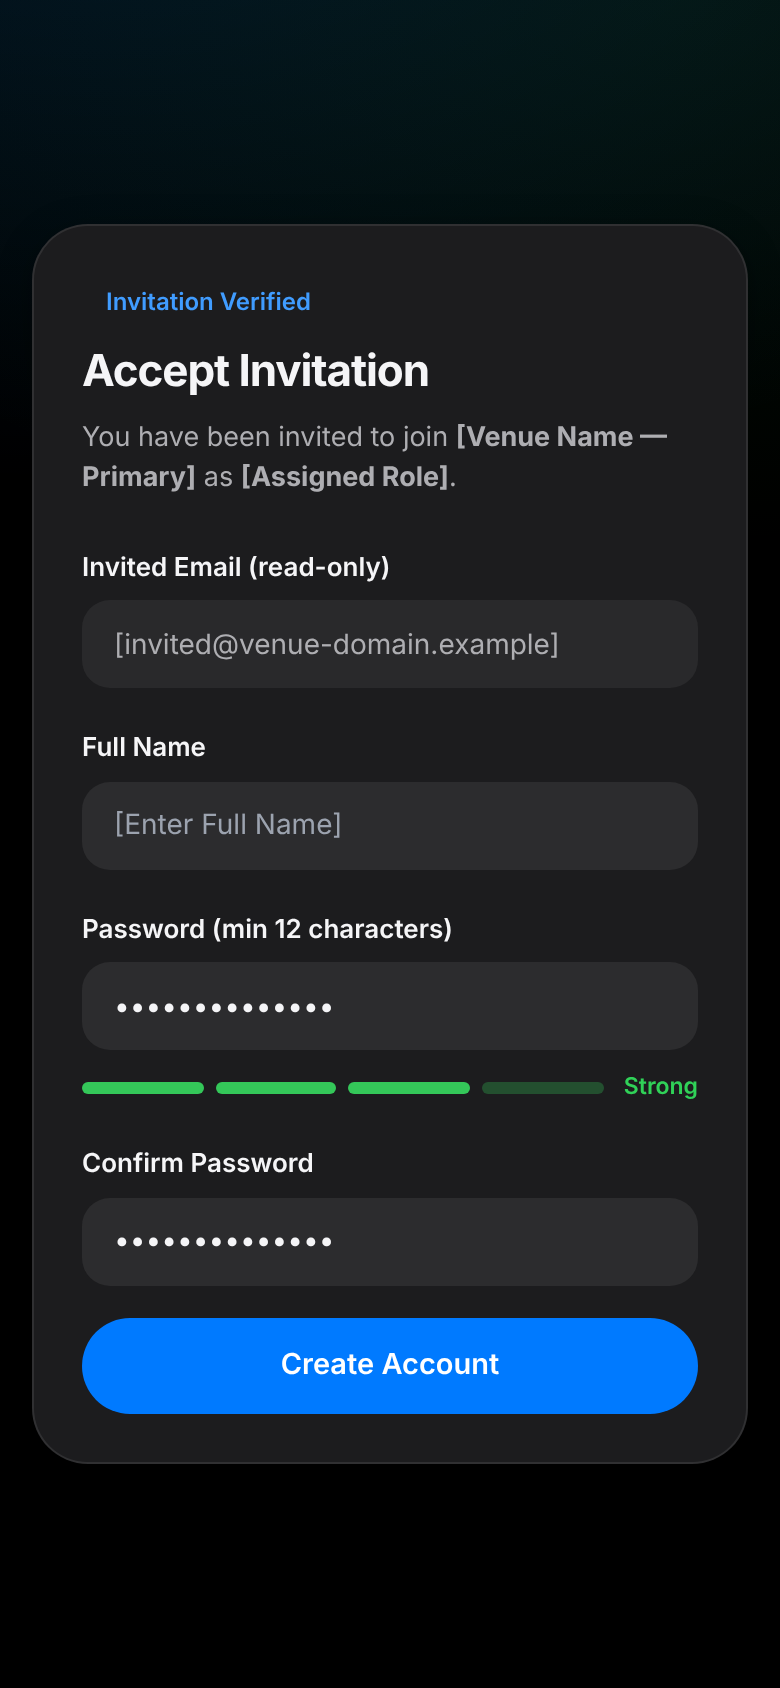 Invitation Verified
Accept Invitation
You have been invited to join [Venue Name —
Primary] as [Assigned Role].
Invited Email (read-only)
[invited@venue-domain.example]
Full Name
[Enter Full Name]
Password (min 12 characters)
••••••••••••••
Strong
Confirm Password
••••••••••••••
Create Account